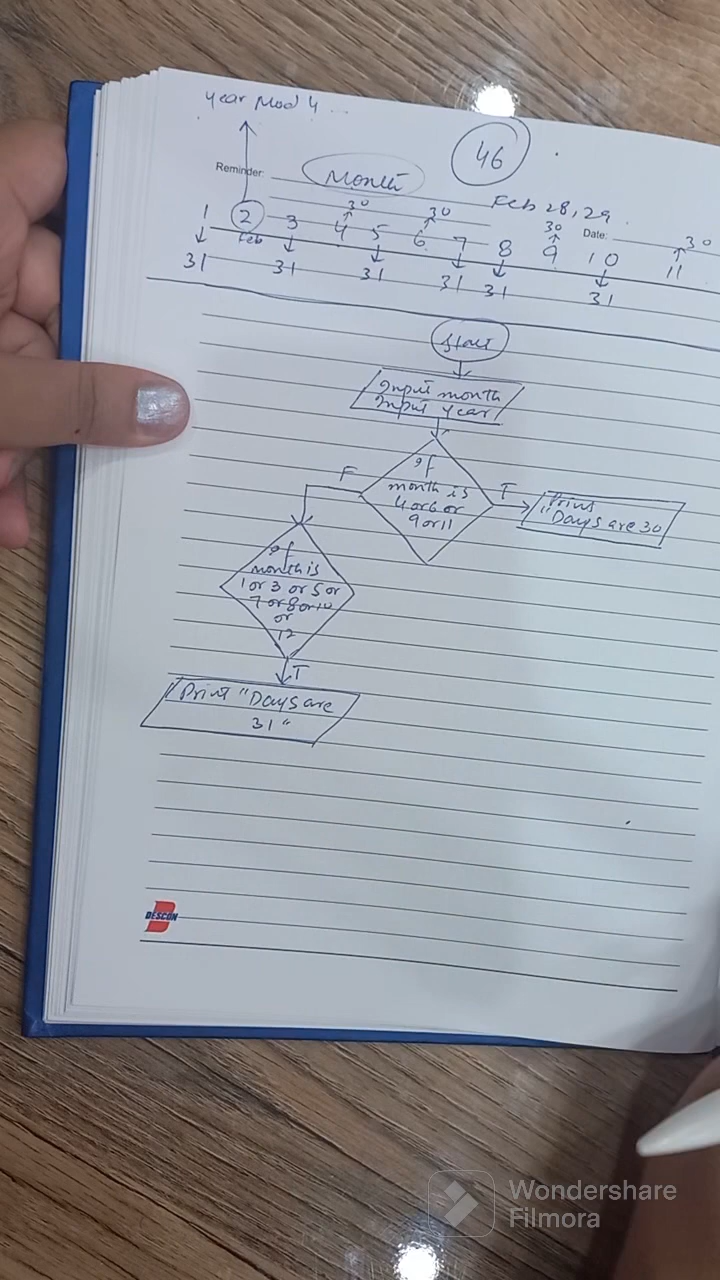 Year Mod 4 ...
46
Reminder:
Month
Feb 28, 29
Date:
30 30 30 30
1 2 3 4 5 6 7 8 9 10 11
Feb
31 31 31 31 31 31
Start
Input month
Input year
If
month is
4 or 6 or
9 or 11
F
T
Print
"Days are 30
If
month is
1 or 3 or 5 or
7 or 8 or 10
or
12
T
Print "Days are
31"
DESCON
Wondershare
Filmora